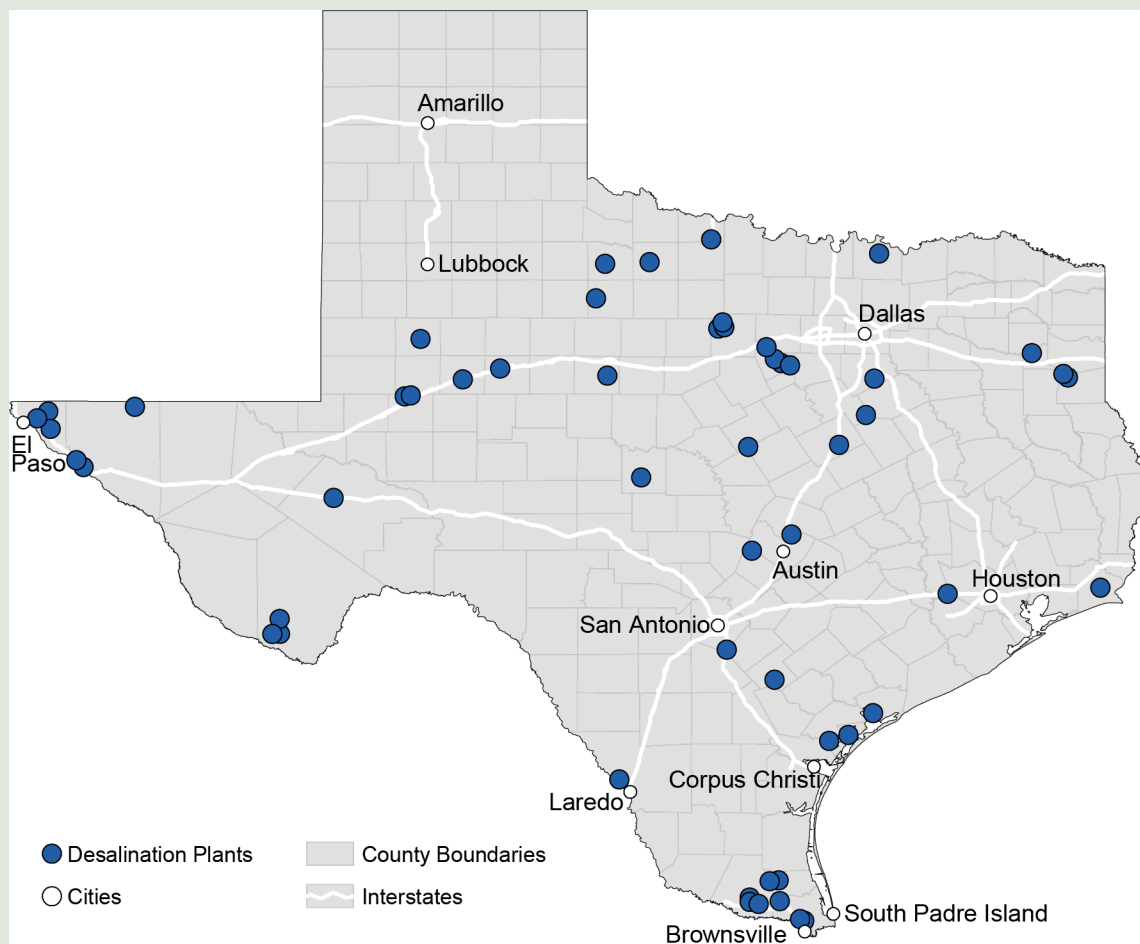 Amarillo
Lubbock
Dallas
El
Paso
Austin
Houston
San Antonio
Corpus Christi
Laredo
Desalination Plants
County Boundaries
Cities
Interstates
South Padre Island
Brownsville